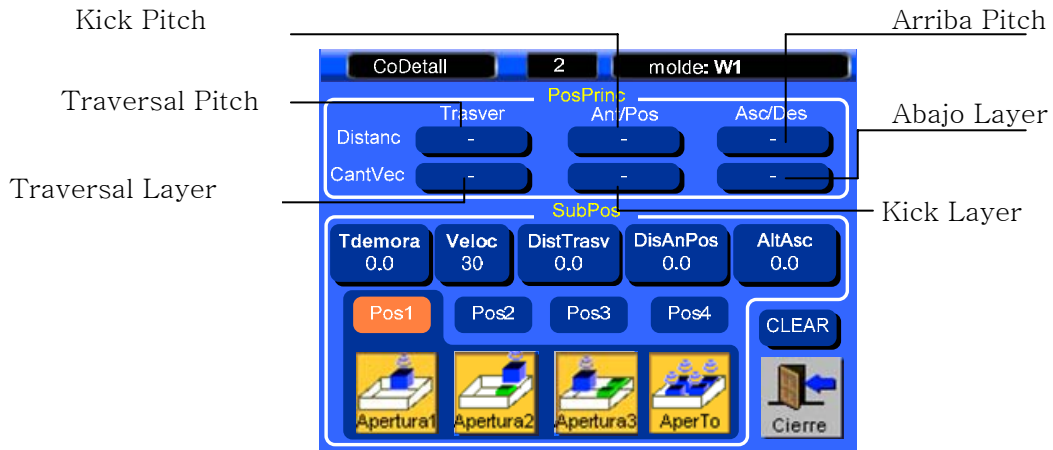 Kick Pitch
Arriba Pitch
CoDetall 2 molde: W1
Traversal Pitch
PosPrinc
Abajo Layer
Trasver Ant/Pos Asc/Des
Distanc - - -
CantVec - - -
Traversal Layer
Kick Layer
SubPos
Tdemora Veloc DistTrasv DisAnPos AltAsc
0.0 30 0.0 0.0 0.0
Pos1 Pos2 Pos3 Pos4
CLEAR
Apertura1 Apertura2 Apertura3 AperTo
Cierre